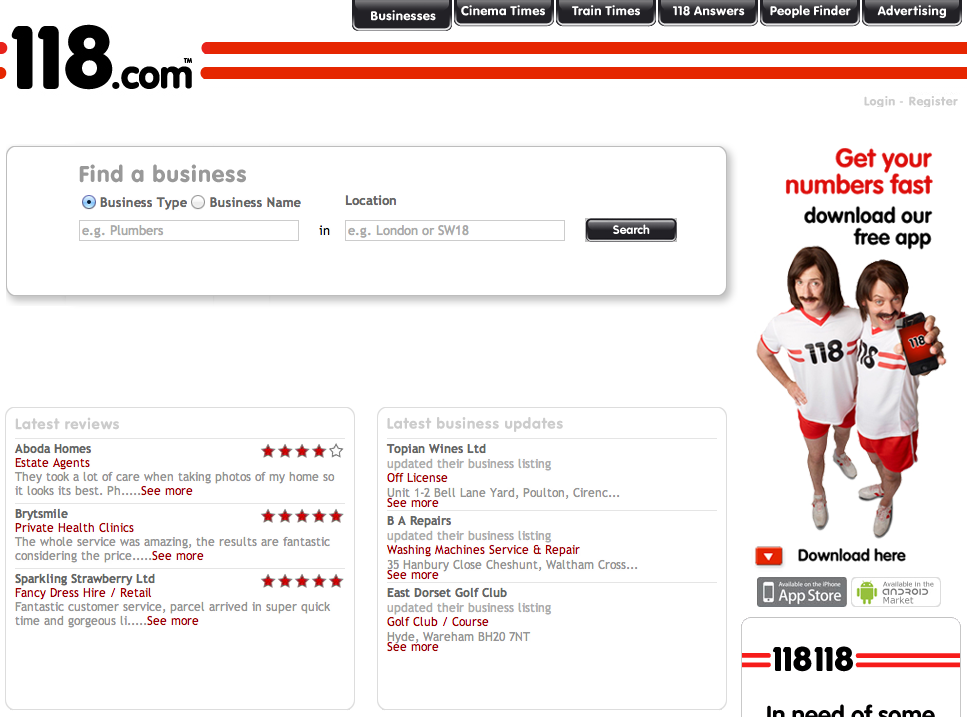 Businesses
Cinema Times
Train Times
118 Answers
People Finder
Advertising
118.com™
Login - Register
Find a business
Business Type
Business Name
Location
e.g. Plumbers
in
e.g. London or SW18
Search
Get your
numbers fast
download our
free app
118
118
118
Download here
Available on the iPhone
App Store
Available in the
ANDROID
Market
118 118
In need of some
Latest reviews
Aboda Homes
Estate Agents
They took a lot of care when taking photos of my home so
it looks its best. Ph.....See more
Brytsmile
Private Health Clinics
The whole service was amazing, the results are fantastic
considering the price.....See more
Sparkling Strawberry Ltd
Fancy Dress Hire / Retail
Fantastic customer service, parcel arrived in super quick
time and gorgeous li.....See more
Latest business updates
Topian Wines Ltd
updated their business listing
Off License
Unit 1-2 Bell Lane Yard, Poulton, Cirenc...
See more
B A Repairs
updated their business listing
Washing Machines Service & Repair
35 Hanbury Close Cheshunt, Waltham Cross...
See more
East Dorset Golf Club
updated their business listing
Golf Club / Course
Hyde, Wareham BH20 7NT
See more